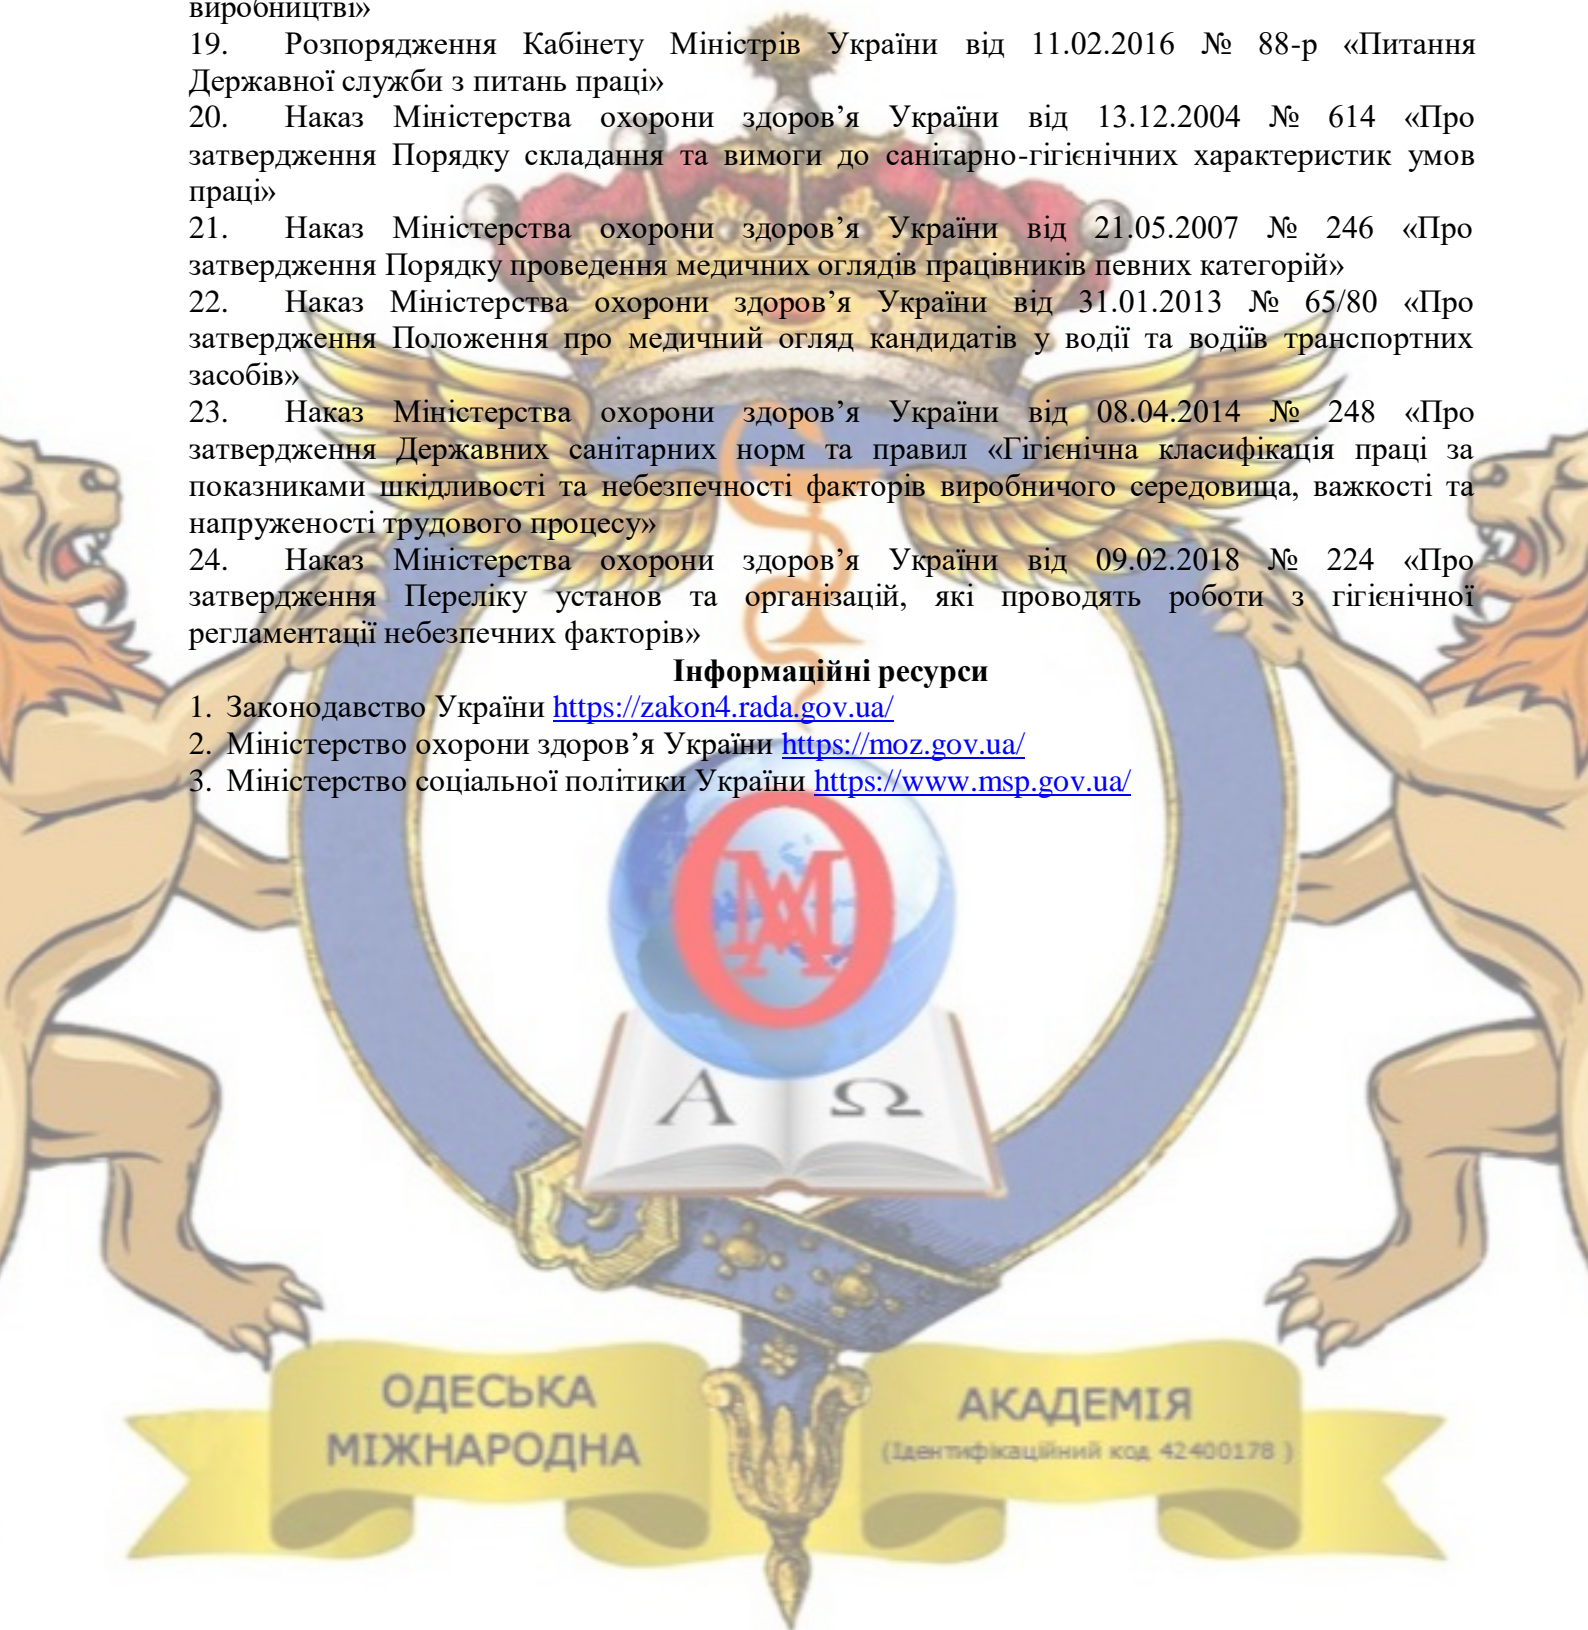 виробництві»
19. Розпорядження Кабінету Міністрів України від 11.02.2016 № 88-р «Питання
Державної служби з питань праці»
20. Наказ Міністерства охорони здоров’я України від 13.12.2004 № 614 «Про
затвердження Порядку складання та вимоги до санітарно-гігієнічних характеристик умов
праці»
21. Наказ Міністерства охорони здоров’я України від 21.05.2007 № 246 «Про
затвердження Порядку проведення медичних оглядів працівників певних категорій»
22. Наказ Міністерства охорони здоров’я України від 31.01.2013 № 65/80 «Про
затвердження Положення про медичний огляд кандидатів у водії та водіїв транспортних
засобів»
23. Наказ Міністерства охорони здоров’я України від 08.04.2014 № 248 «Про
затвердження Державних санітарних норм та правил «Гігієнічна класифікація праці за
показниками шкідливості та небезпечності факторів виробничого середовища, важкості та
напруженості трудового процесу»
24. Наказ Міністерства охорони здоров’я України від 09.02.2018 № 224 «Про
затвердження Переліку установ та організацій, які проводять роботи з гігієнічної
регламентації небезпечних факторів»
Інформаційні ресурси
1. Законодавство України https://zakon4.rada.gov.ua/
2. Міністерство охорони здоров’я України https://moz.gov.ua/
3. Міністерство соціальної політики України https://www.msp.gov.ua/
ОМА
Α Ω
ОДЕСЬКА
МІЖНАРОДНА
АКАДЕМІЯ
(Ідентифікаційний код 42400178 )